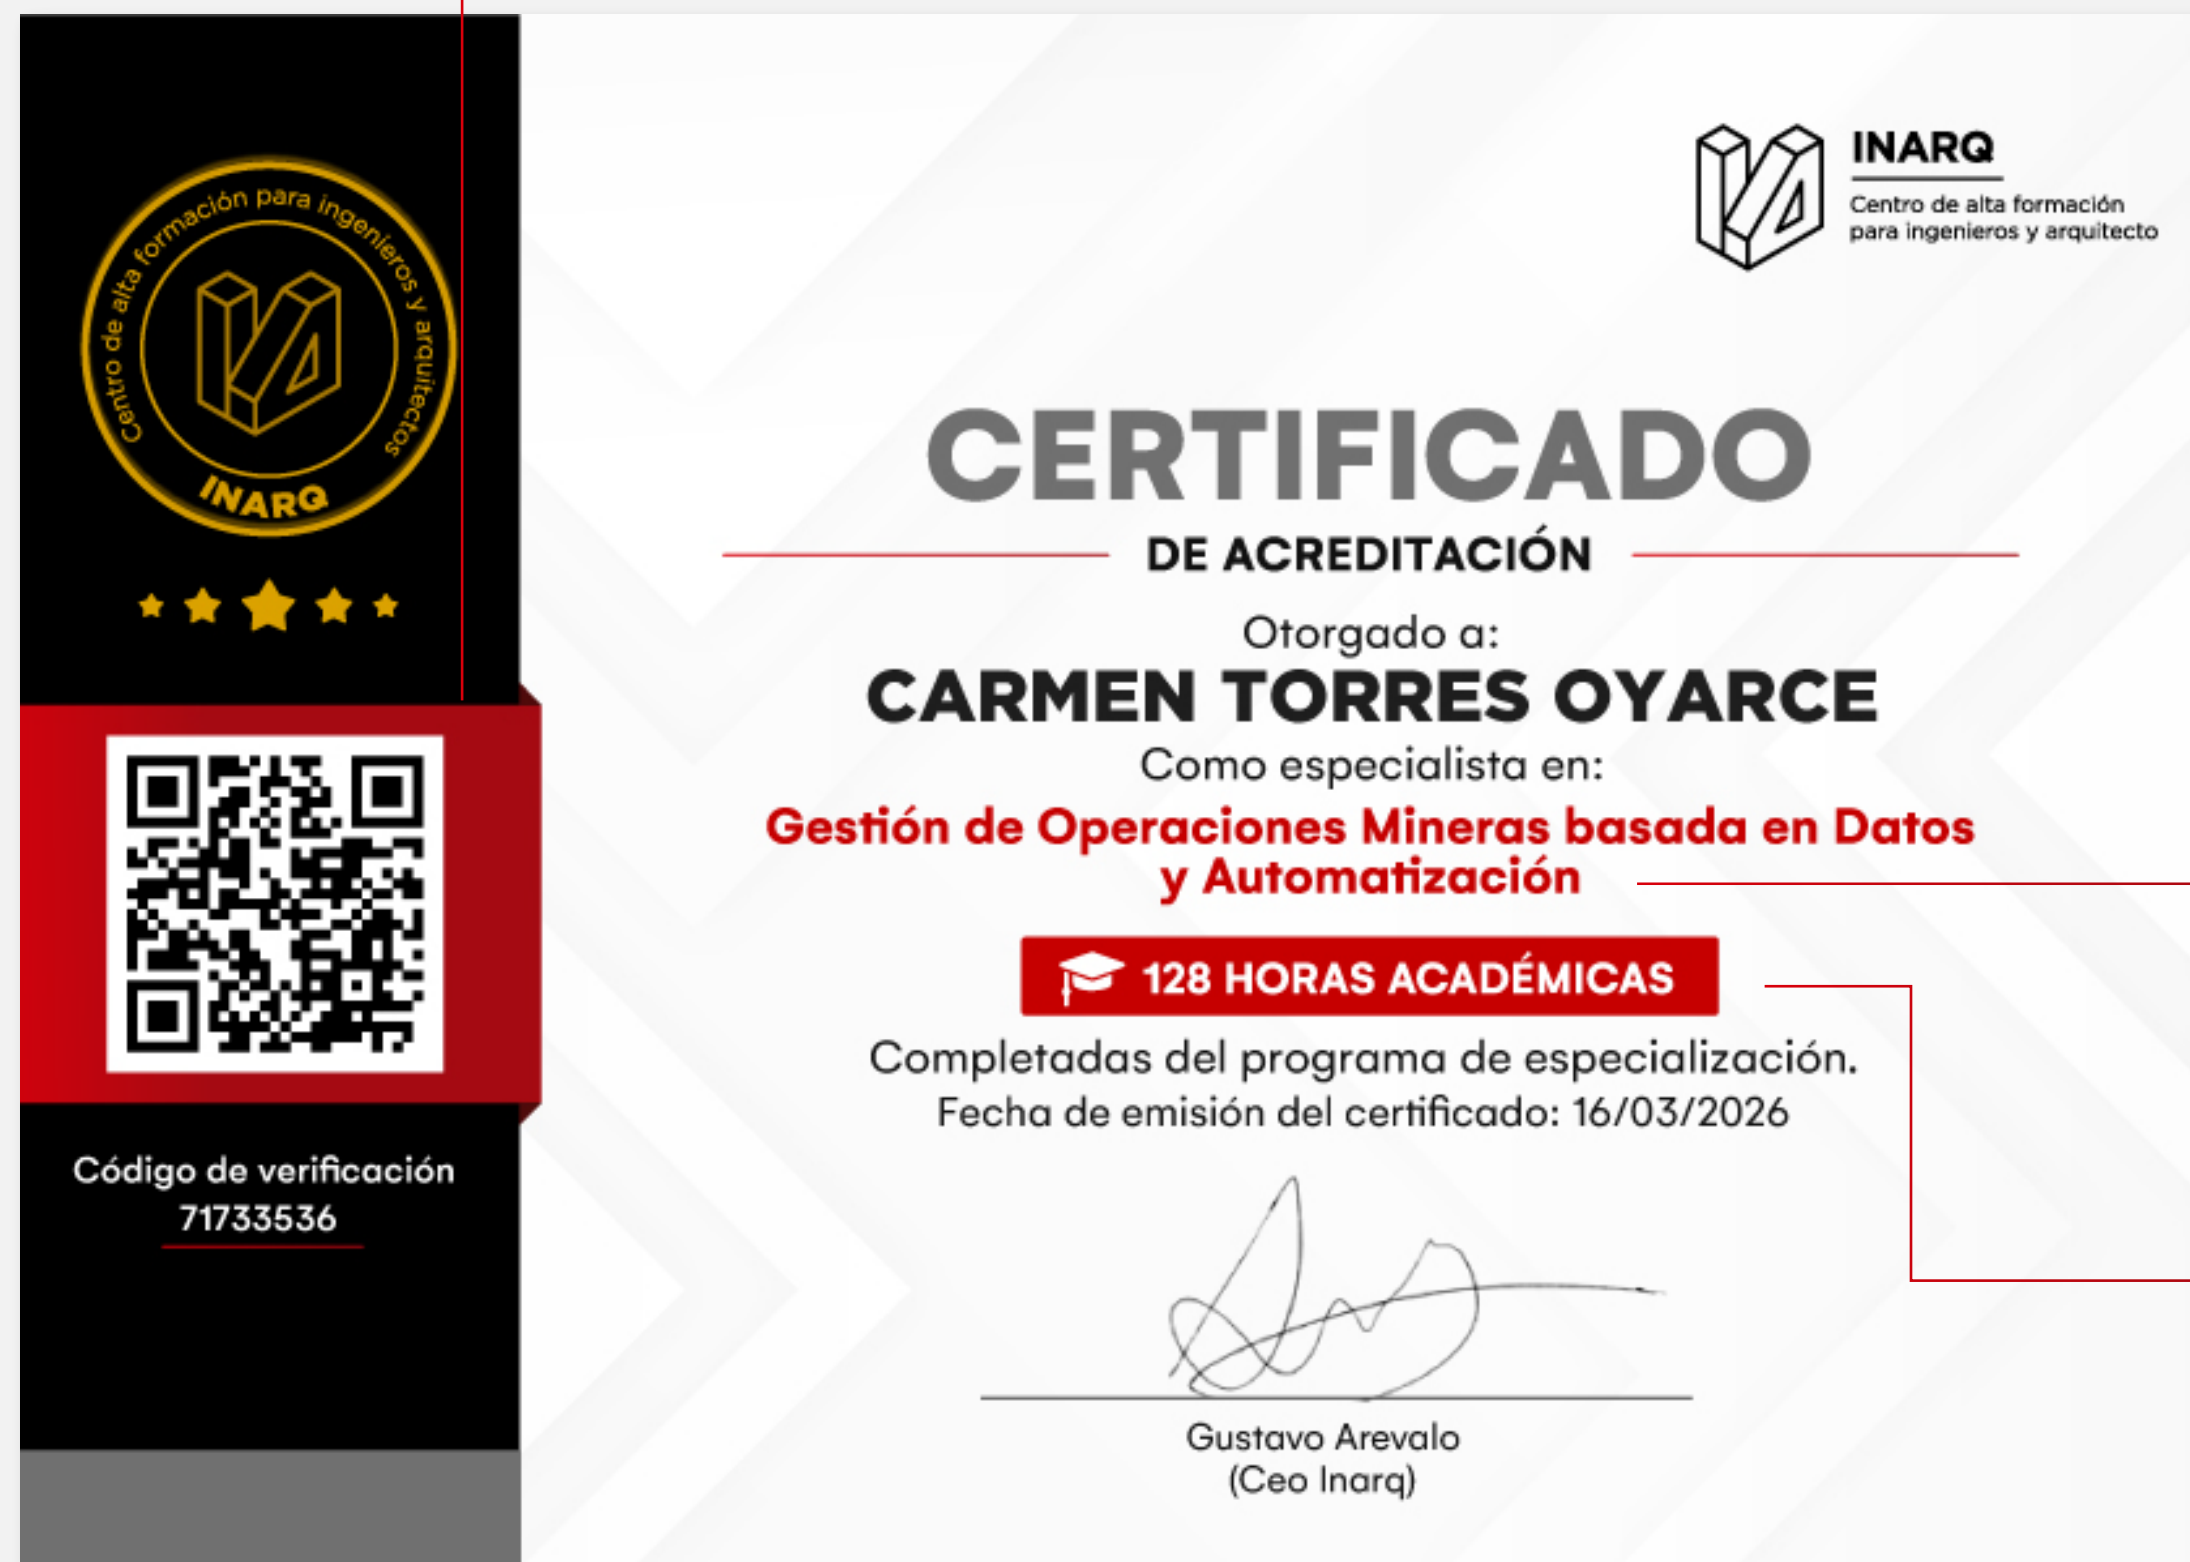 Centro de alta formación para ingenieros y arquitectos
INARQ
Código de verificación
71733536
INARQ
Centro de alta formación
para ingenieros y arquitecto
CERTIFICADO
DE ACREDITACIÓN
Otorgado a:
CARMEN TORRES OYARCE
Como especialista en:
Gestión de Operaciones Mineras basada en Datos
y Automatización
128 HORAS ACADÉMICAS
Completadas del programa de especialización.
Fecha de emisión del certificado: 16/03/2026
Gustavo Arevalo
(Ceo Inarq)